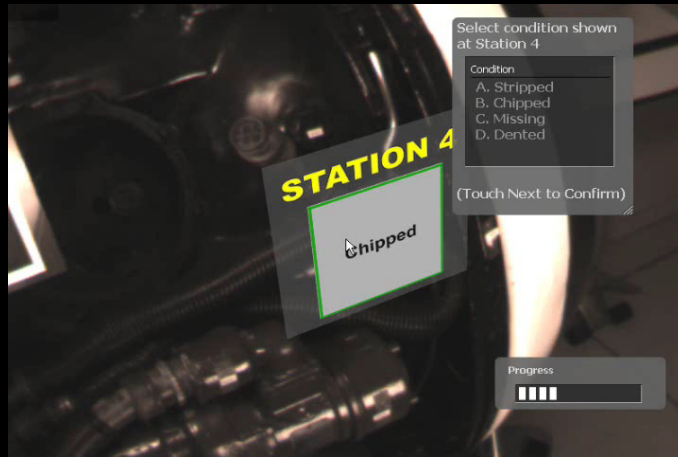 STATION 4
Chipped
Select condition shown
at Station 4
Condition
A. Stripped
B. Chipped
C. Missing
D. Dented
(Touch Next to Confirm)
Progress